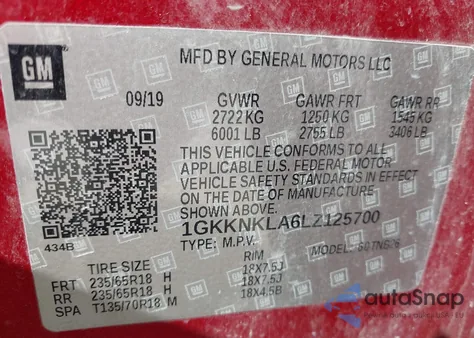 GM
MFD BY GENERAL MOTORS LLC
09/19 GVWR GAWR FRT GAWR RR
2722 KG 1250 KG 1545 KG
6001 LB 2755 LB 3406 LB
THIS VEHICLE CONFORMS TO ALL
APPLICABLE U.S. FEDERAL MOTOR
VEHICLE SAFETY STANDARDS IN EFFECT
ON THE DATE OF MANUFACTURE
SHOWN ABOVE.
1GKKNKLA6LZ125700
434B
TYPE: M.P.V.
TIRE SIZE RIM
FRT 235/65R18 H 18X7.5J
RR 235/65R18 H 18X7.5J
SPA T135/70R18 M 18X4.5B
autoSnap